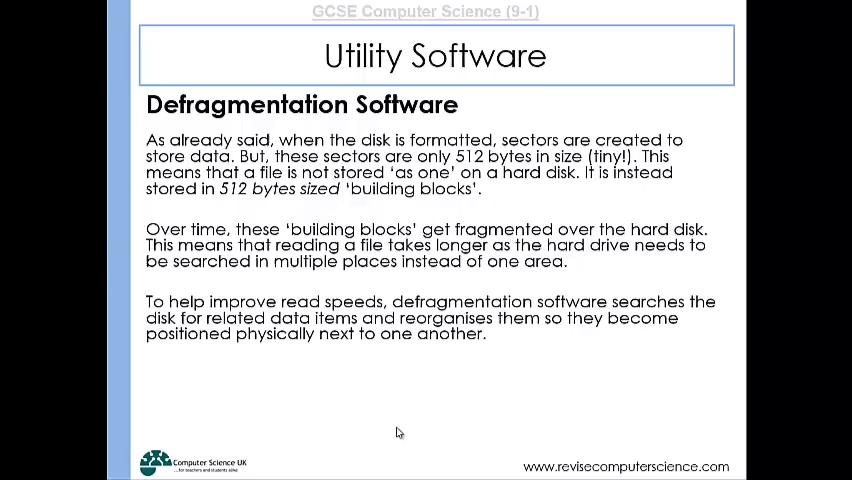 GCSE Computer Science (9-1)
Utility Software
Defragmentation Software
As already said, when the disk is formatted, sectors are created to
store data. But, these sectors are only 512 bytes in size (tiny!). This
means that a file is not stored ‘as one’ on a hard disk. It is instead
stored in 512 bytes sized ‘building blocks’.
Over time, these ‘building blocks’ get fragmented over the hard disk.
This means that reading a file takes longer as the hard drive needs to
be searched in multiple places instead of one area.
To help improve read speeds, defragmentation software searches the
disk for related data items and reorganises them so they become
positioned physically next to one another.
Computer Science UK
...for teachers and students alike
www.revisecomputerscience.com